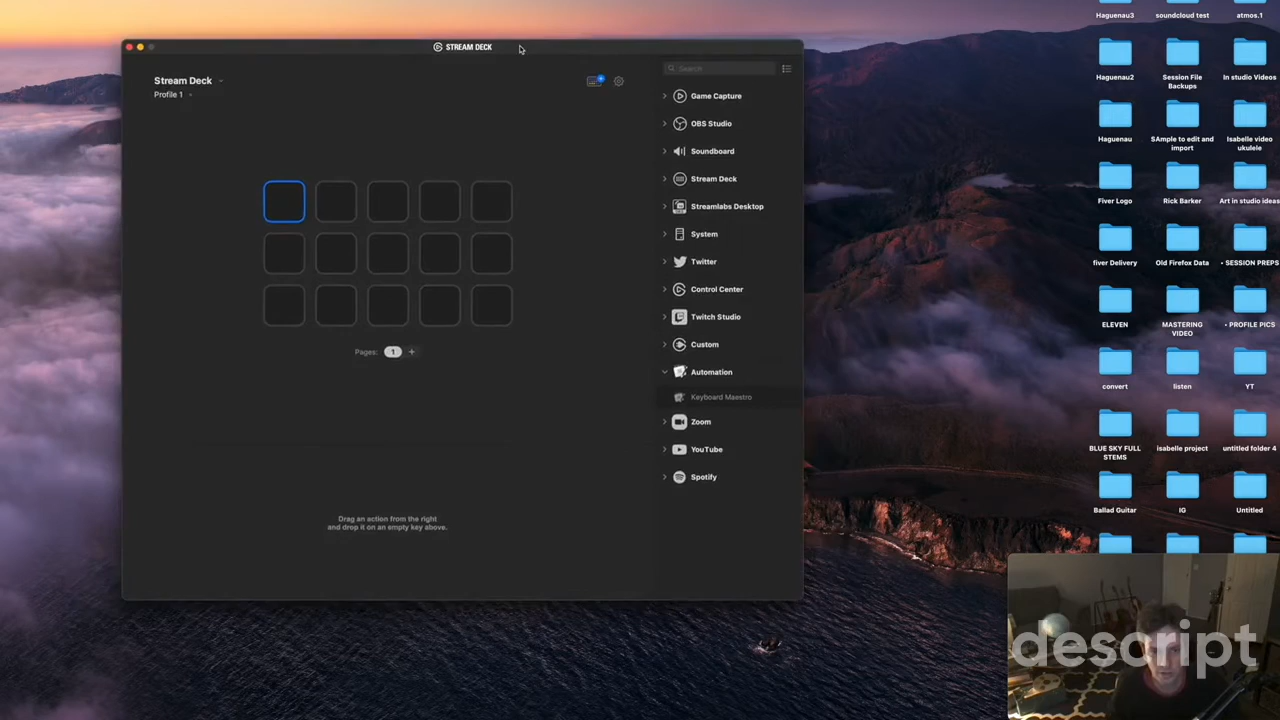 STREAM DECK
Stream Deck
Profile 1
Search
Game Capture
OBS Studio
Soundboard
Stream Deck
Streamlabs Desktop
System
Twitter
Control Center
Twitch Studio
Custom
Automation
Keyboard Maestro
Zoom
YouTube
Spotify
Pages: 1 +
Drag an action from the right
and drop it on an empty key above.
Haguenau3 soundcloud test atmos.1
Haguenau2 Session File In studio Videos
Backups
Haguenau SAmple to edit and Isabelle video
import ukulele
Fiver Logo Rick Barker Art in studio ideas
fiver Delivery Old Firefox Data • SESSION PREPS
ELEVEN MASTERING • PROFILE PICS
VIDEO
convert listen YT
BLUE SKY FULL isabelle project untitled folder 4
STEMS
Ballad Guitar IG Untitled
descript